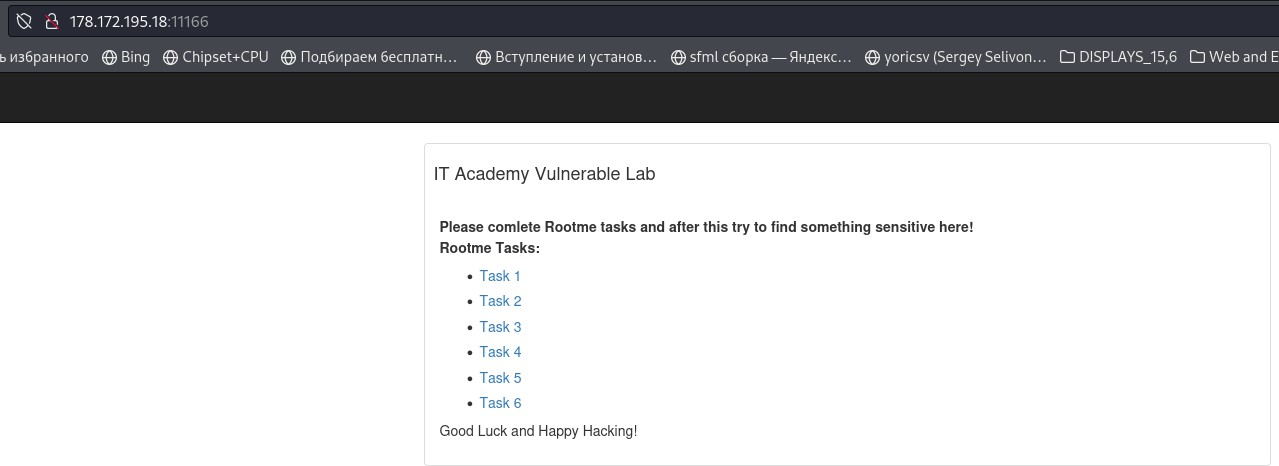 178.172.195.18:11166
ь избранного Bing Chipset+CPU Подбираем бесплатн… Вступление и установ… sfml сборка — Яндекс… yoricsv (Sergey Selivon… DISPLAYS_15,6 Web and E
IT Academy Vulnerable Lab
Please comlete Rootme tasks and after this try to find something sensitive here!
Rootme Tasks:
Task 1
Task 2
Task 3
Task 4
Task 5
Task 6
Good Luck and Happy Hacking!